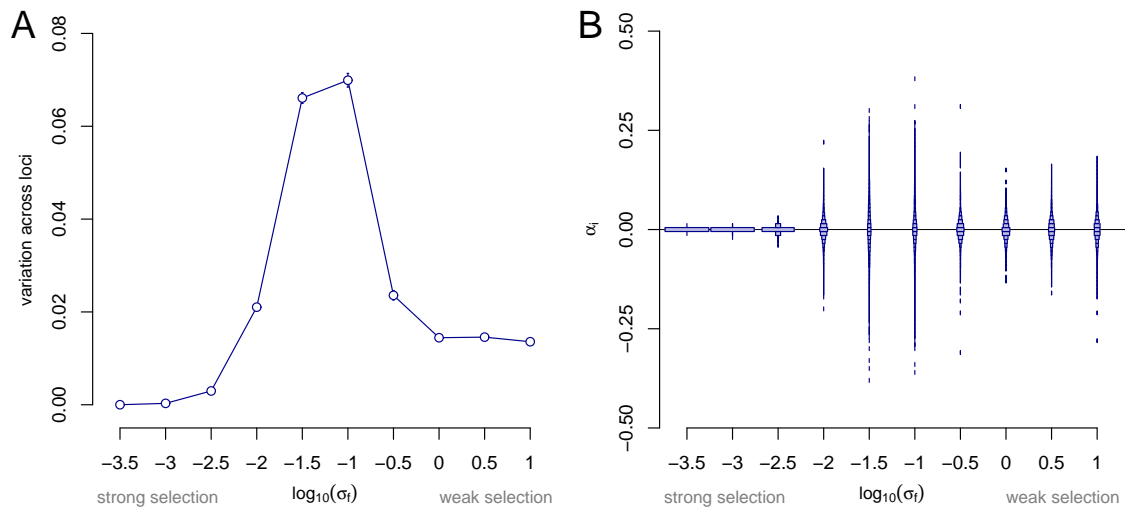 A
variation across loci
0.08
0.06
0.04
0.02
0.00
−3.5 −3 −2.5 −2 −1.5 −1 −0.5 0 0.5 1
strong selection log₁₀(σf) weak selection
B
αi
0.50
0.25
0.00
−0.25
−0.50
−3.5 −3 −2.5 −2 −1.5 −1 −0.5 0 0.5 1
strong selection log₁₀(σf) weak selection